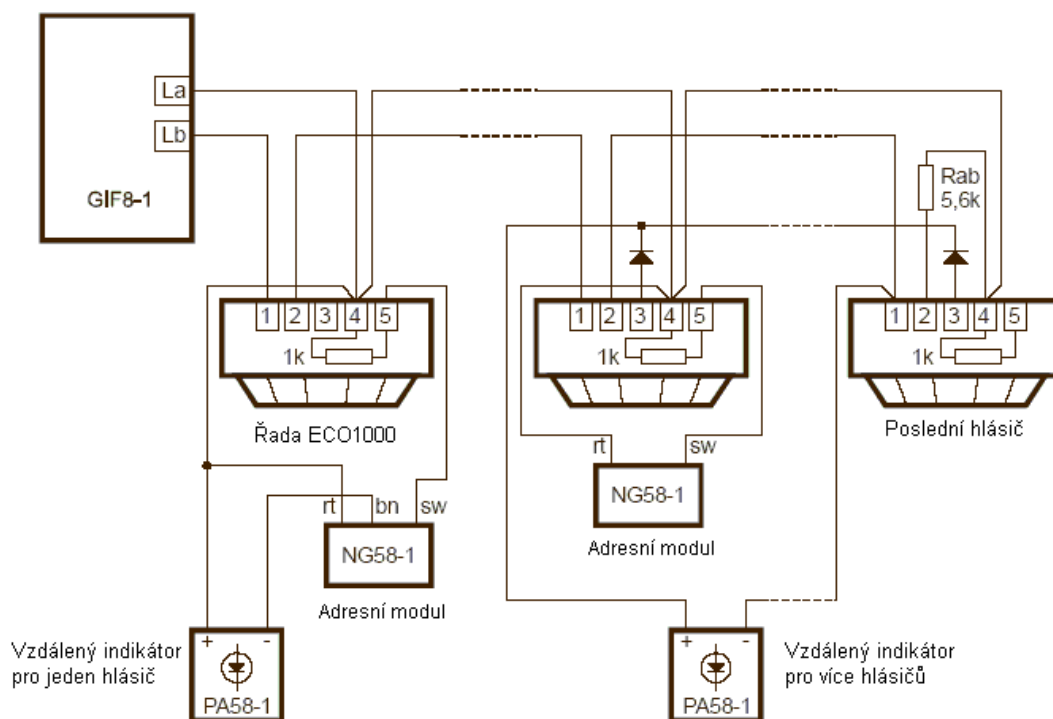 La
Lb
GIF8-1
Rab
5,6k
1 2 3 4 5
1k
1 2 3 4 5
1k
1 2 3 4 5
1k
Řada ECO1000
Poslední hlásič
rt bn sw
NG58-1
Adresní modul
rt sw
NG58-1
Adresní modul
Vzdálený indikátor
pro jeden hlásič
+ -
PA58-1
+ -
PA58-1
Vzdálený indikátor
pro více hlásičů